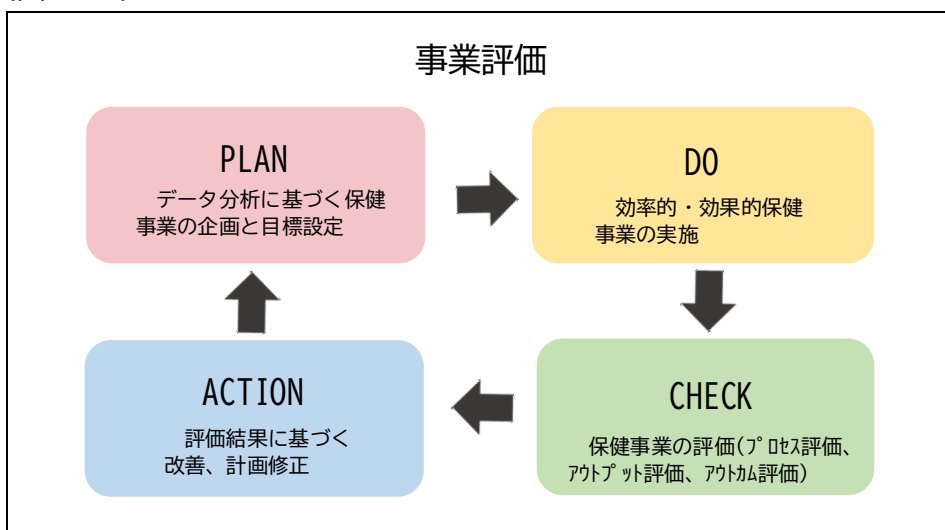 事業評価
PLAN
データ分析に基づく保健
事業の企画と目標設定
DO
効率的・効果的保健
事業の実施
ACTION
評価結果に基づく
改善、計画修正
CHECK
保健事業の評価(ﾌﾟﾛｾｽ評価、
ｱｳﾄﾌﾟｯﾄ評価、ｱｳﾄｶﾑ評価)